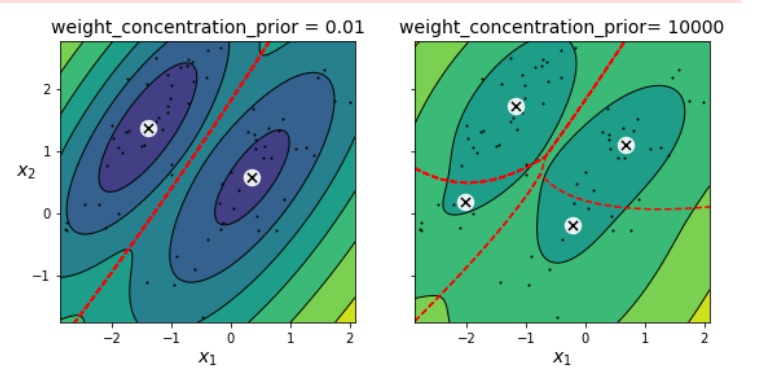 weight_concentration_prior = 0.01
weight_concentration_prior= 10000
x₂
2
1
0
−1
−2 −1 0 1 2
−2 −1 0 1 2
x₁
x₁